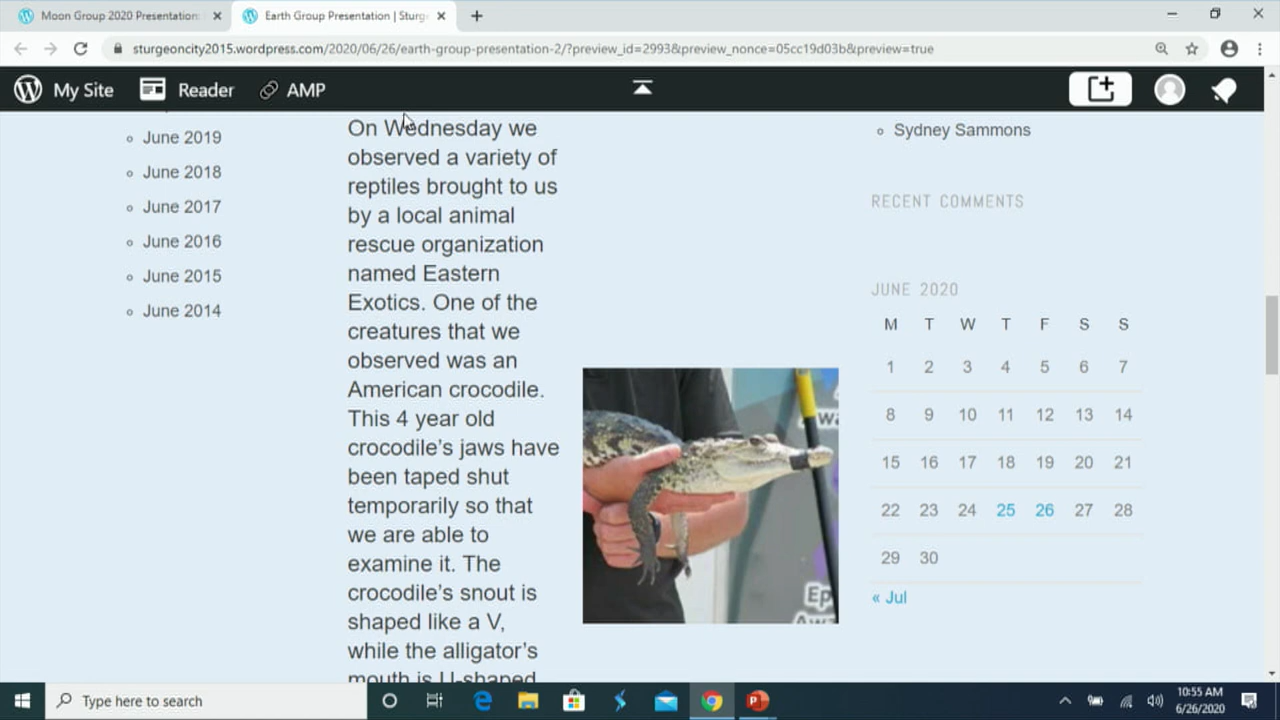 Moon Group 2020 Presentation
Earth Group Presentation | Sturge
sturgeoncity2015.wordpress.com/2020/06/26/earth-group-presentation-2/?preview_id=2993&preview_nonce=05cc19d03b&preview=true
My Site Reader AMP
June 2019
June 2018
June 2017
June 2016
June 2015
June 2014
On Wednesday we
observed a variety of
reptiles brought to us
by a local animal
rescue organization
named Eastern
Exotics. One of the
creatures that we
observed was an
American crocodile.
This 4 year old
crocodile’s jaws have
been taped shut
temporarily so that
we are able to
examine it. The
crocodile’s snout is
shaped like a V,
while the alligator’s
mouth is U-shaped
Ep
Sydney Sammons
RECENT COMMENTS
JUNE 2020
M T W T F S S
1 2 3 4 5 6 7
8 9 10 11 12 13 14
15 16 17 18 19 20 21
22 23 24 25 26 27 28
29 30
« Jul
Type here to search
10:55 AM
6/26/2020